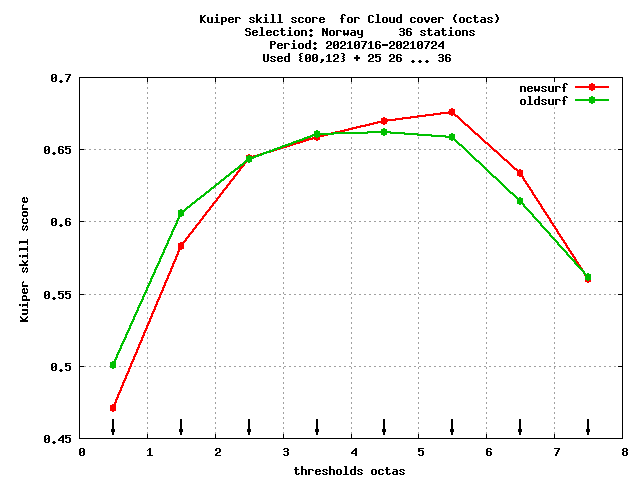 Kuiper skill score  for Cloud cover (octas)
Selection: Norway     36 stations
Period: 20210716-20210724
Used {00,12} + 25 26 ... 36
newsurf
oldsurf
0.7
0.65
0.6
0.55
0.5
0.45
Kuiper skill score
0 1 2 3 4 5 6 7 8
thresholds octas